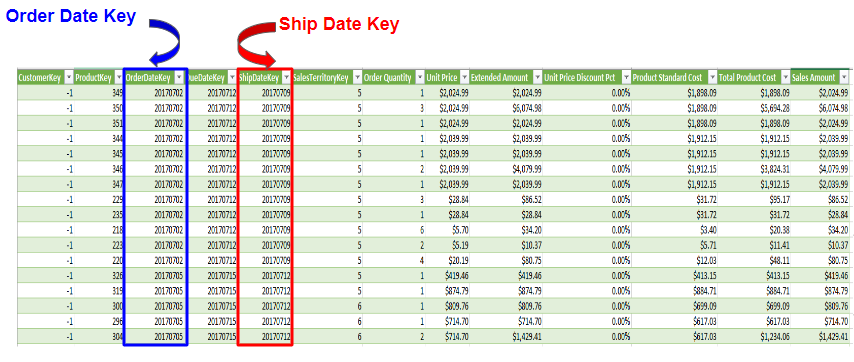 Order Date Key
Ship Date Key
CustomerKey ProductKey OrderDateKey ueDateKey ShipDateKey SalesTerritoryKey Order Quantity Unit Price Extended Amount Unit Price Discount Pct Product Standard Cost Total Product Cost Sales Amount
-1 349 20170702 20170712 20170709 5 1 $2,024.99 $2,024.99 0.00% $1,898.09 $1,898.09 $2,024.99
-1 350 20170702 20170712 20170709 5 3 $2,024.99 $6,074.98 0.00% $1,898.09 $5,694.28 $6,074.98
-1 351 20170702 20170712 20170709 5 1 $2,024.99 $2,024.99 0.00% $1,898.09 $1,898.09 $2,024.99
-1 344 20170702 20170712 20170709 5 1 $2,039.99 $2,039.99 0.00% $1,912.15 $1,912.15 $2,039.99
-1 345 20170702 20170712 20170709 5 1 $2,039.99 $2,039.99 0.00% $1,912.15 $1,912.15 $2,039.99
-1 346 20170702 20170712 20170709 5 2 $2,039.99 $4,079.99 0.00% $1,912.15 $3,824.31 $4,079.99
-1 347 20170702 20170712 20170709 5 1 $2,039.99 $2,039.99 0.00% $1,912.15 $1,912.15 $2,039.99
-1 229 20170702 20170712 20170709 5 3 $28.84 $86.52 0.00% $31.72 $95.17 $86.52
-1 235 20170702 20170712 20170709 5 1 $28.84 $28.84 0.00% $31.72 $31.72 $28.84
-1 218 20170702 20170712 20170709 5 6 $5.70 $34.20 0.00% $3.40 $20.38 $34.20
-1 223 20170702 20170712 20170709 5 2 $5.19 $10.37 0.00% $5.71 $11.41 $10.37
-1 220 20170702 20170712 20170709 5 4 $20.19 $80.75 0.00% $12.03 $48.11 $80.75
-1 326 20170705 20170715 20170712 5 1 $419.46 $419.46 0.00% $413.15 $413.15 $419.46
-1 319 20170705 20170715 20170712 5 1 $874.79 $874.79 0.00% $884.71 $884.71 $874.79
-1 300 20170705 20170715 20170712 6 1 $809.76 $809.76 0.00% $699.09 $699.09 $809.76
-1 296 20170705 20170715 20170712 6 1 $714.70 $714.70 0.00% $617.03 $617.03 $714.70
-1 304 20170705 20170715 20170712 6 2 $714.70 $1,429.41 0.00% $617.03 $1,234.06 $1,429.41